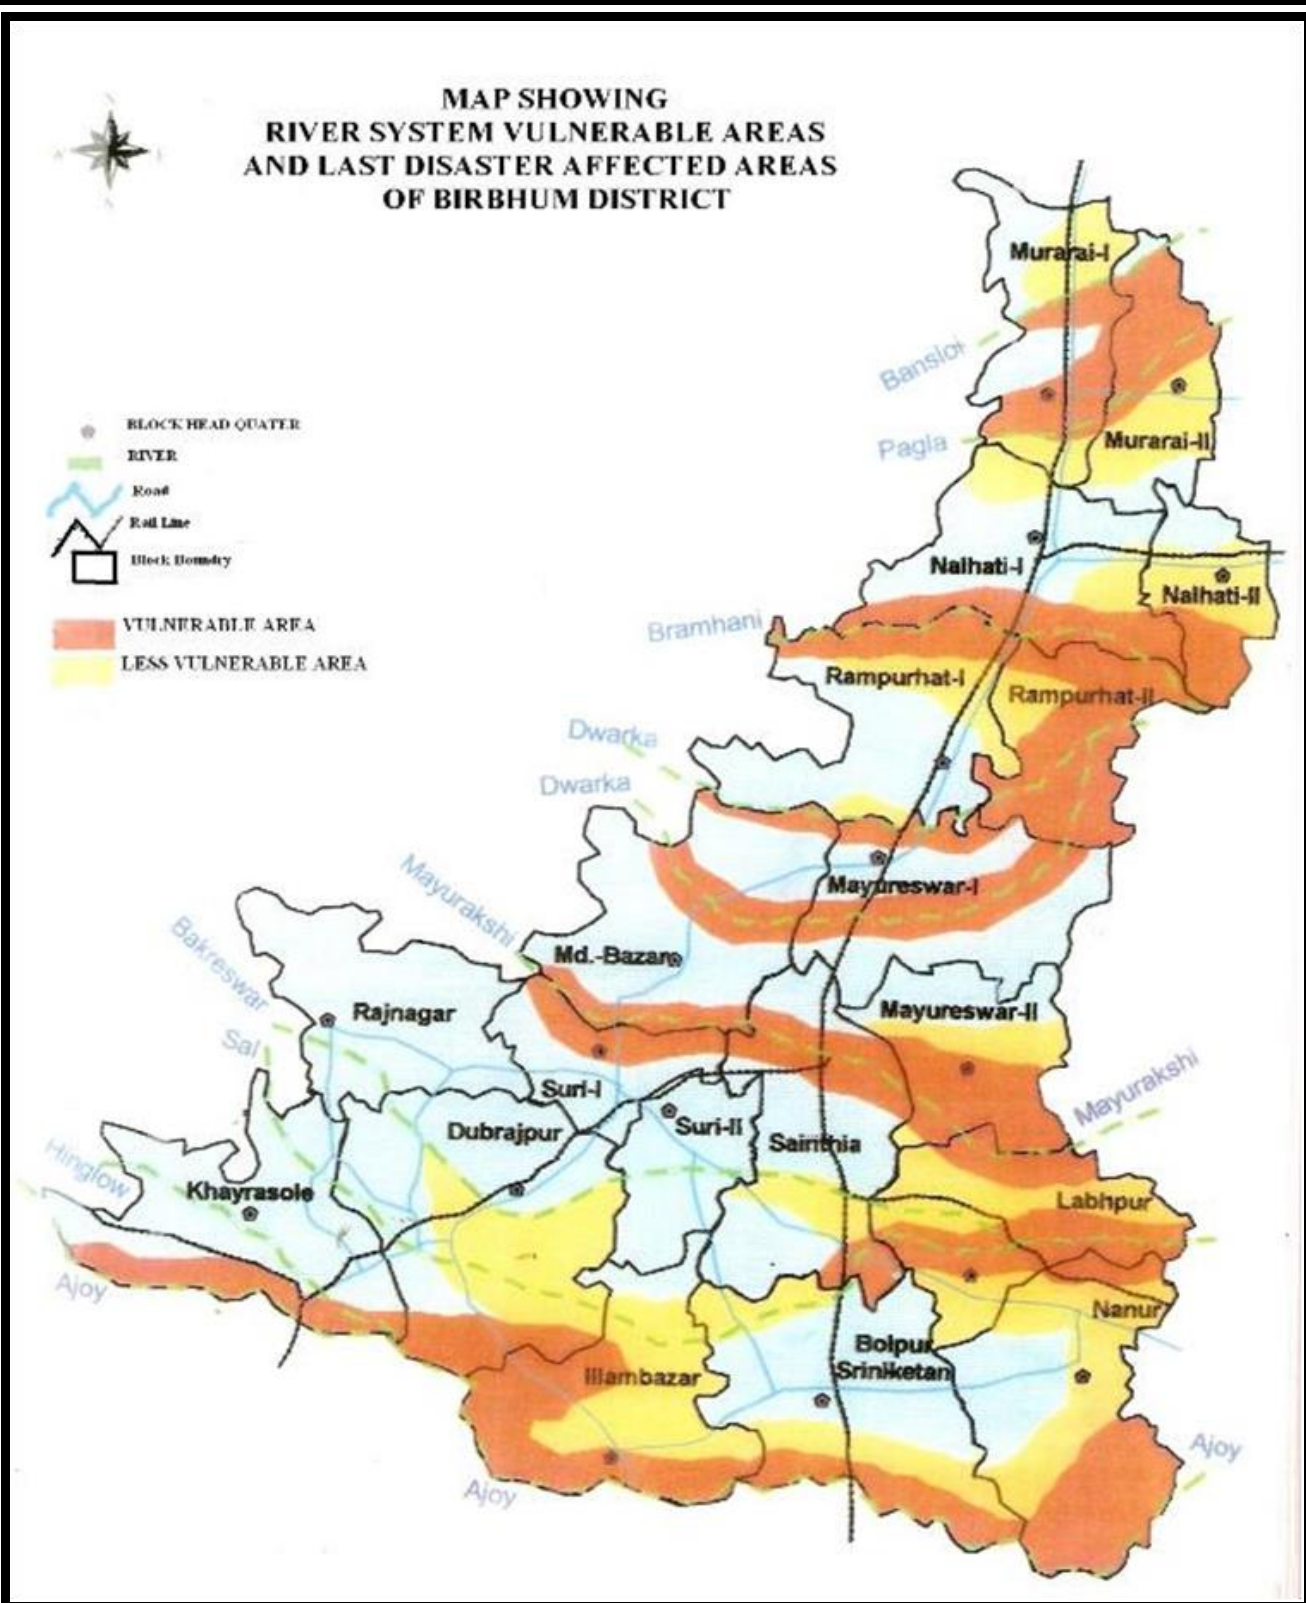 MAP SHOWING
RIVER SYSTEM VULNERABLE AREAS
AND LAST DISASTER AFFECTED AREAS
OF BIRBHUM DISTRICT
BLOCK HEAD QUATER
RIVER
Road
Rail Line
Block Boundry
VULNERABLE AREA
LESS VULNERABLE AREA
Murarai-I
Bansloi
Pagla
Murarai-II
Nalhati-I
Nalhati-II
Bramhani
Rampurhat-I
Rampurhat-II
Dwarka
Dwarka
Mayurakshi
Mayureswar-I
Bakreswar
Md.-Bazar
Rajnagar
Mayureswar-II
Sal
Suri-I
Mayurakshi
Dubrajpur
Suri-II
Sainthia
Hinglow
Khayrasole
Labhpur
Ajoy
Nanur
Bolpur
Sriniketan
Illambazar
Ajoy
Ajoy